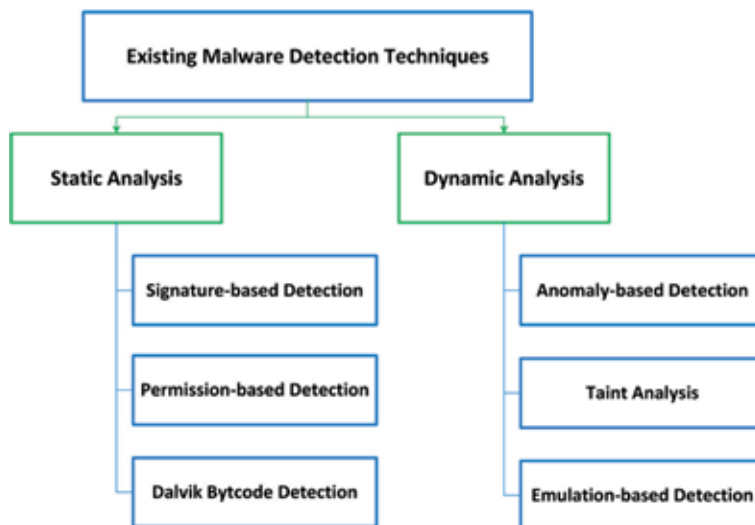 Existing Malware Detection Techniques
Static Analysis
Dynamic Analysis
Signature-based Detection
Anomaly-based Detection
Permission-based Detection
Taint Analysis
Dalvik Bytcode Detection
Emulation-based Detection